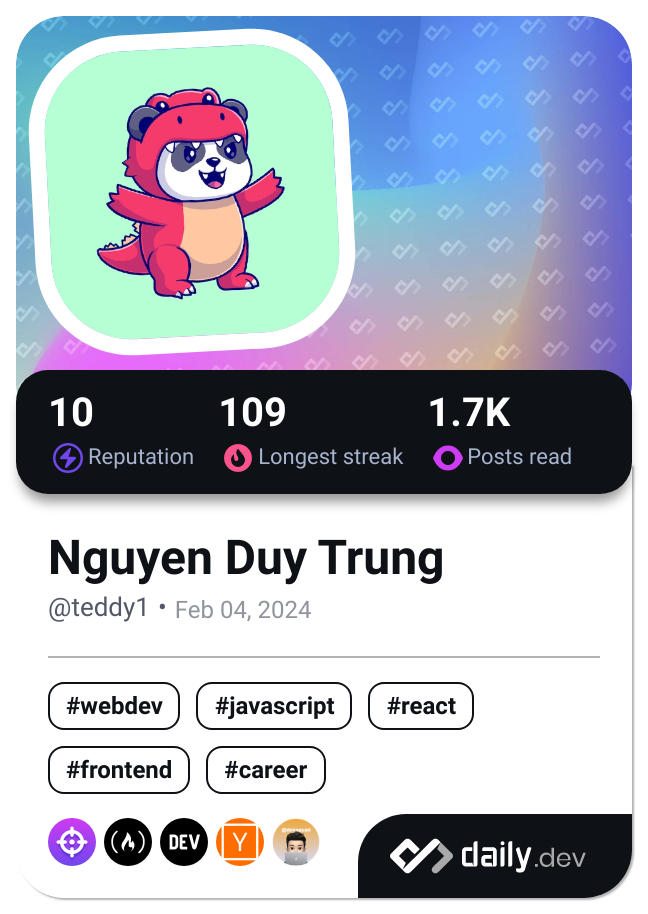 10 109 1.7K
Reputation Longest streak Posts read
Nguyen Duy Trung
@teddy1 • Feb 04, 2024
#webdev #javascript #react
#frontend #career
DEV Y
daily.dev